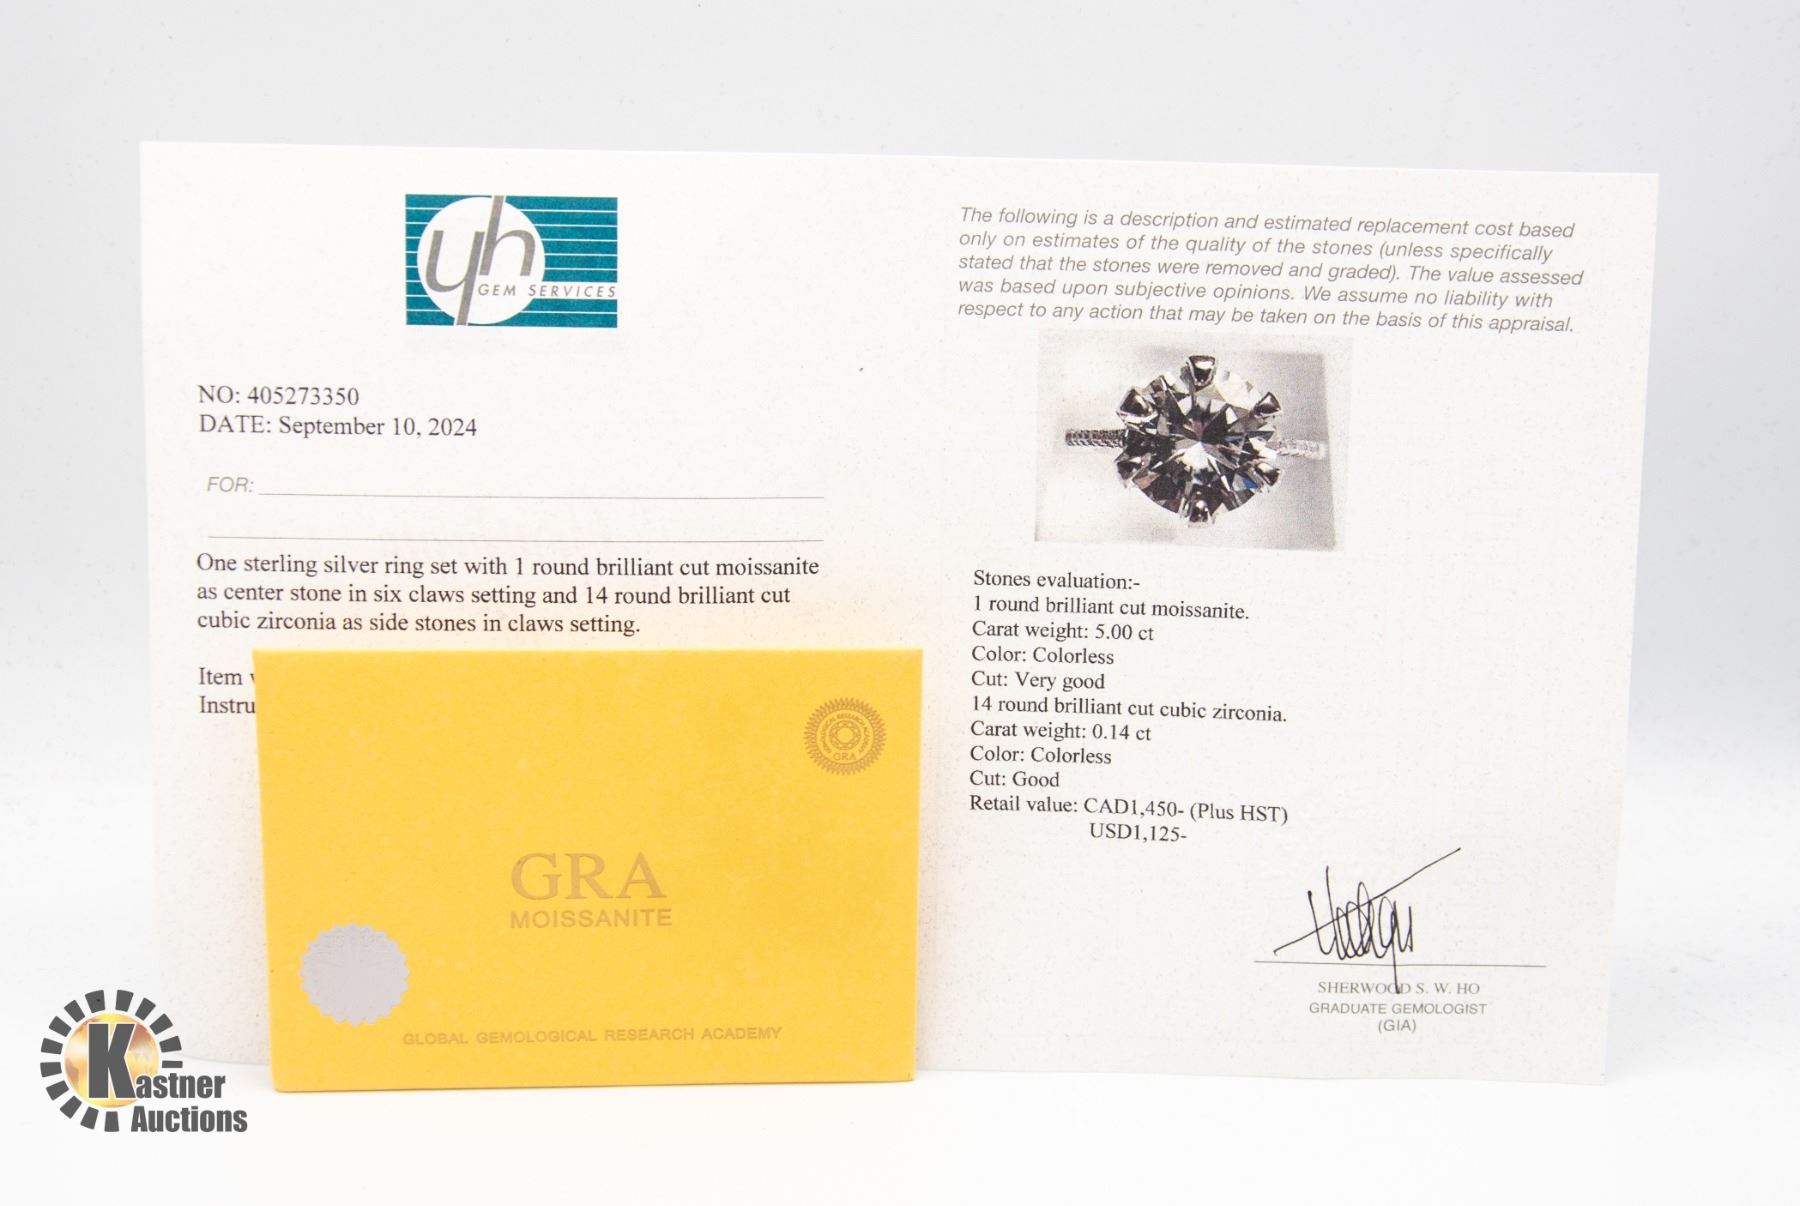 yh
GEM SERVICES
NO: 405273350
DATE: September 10, 2024
FOR:
One sterling silver ring set with 1 round brilliant cut moissanite
as center stone in six claws setting and 14 round brilliant cut
cubic zirconia as side stones in claws setting.
Item
The following is a description and estimated replacement cost based
only on estimates of the quality of the stones (unless specifically
stated that the stones were removed and graded). The value assessed
was based upon subjective opinions. We assume no liability with
respect to any action that may be taken on the basis of this appraisal.
Stones evaluation:-
1 round brilliant cut moissanite.
Carat weight: 5.00 ct
Color: Colorless
Cut: Very good
14 round brilliant cut cubic zirconia.
Carat weight: 0.14 ct
Color: Colorless
Cut: Good
Retail value: CAD1,450- (Plus HST)
USD1,125-
SHERWOOD S. W. HO
GRADUATE GEMOLOGIST
(GIA)
GEMOLOGICAL RESEARCH ACADEMY
GRA
GRA
MOISSANITE
GLOBAL GEMOLOGICAL RESEARCH ACADEMY
Kastner
Auctions